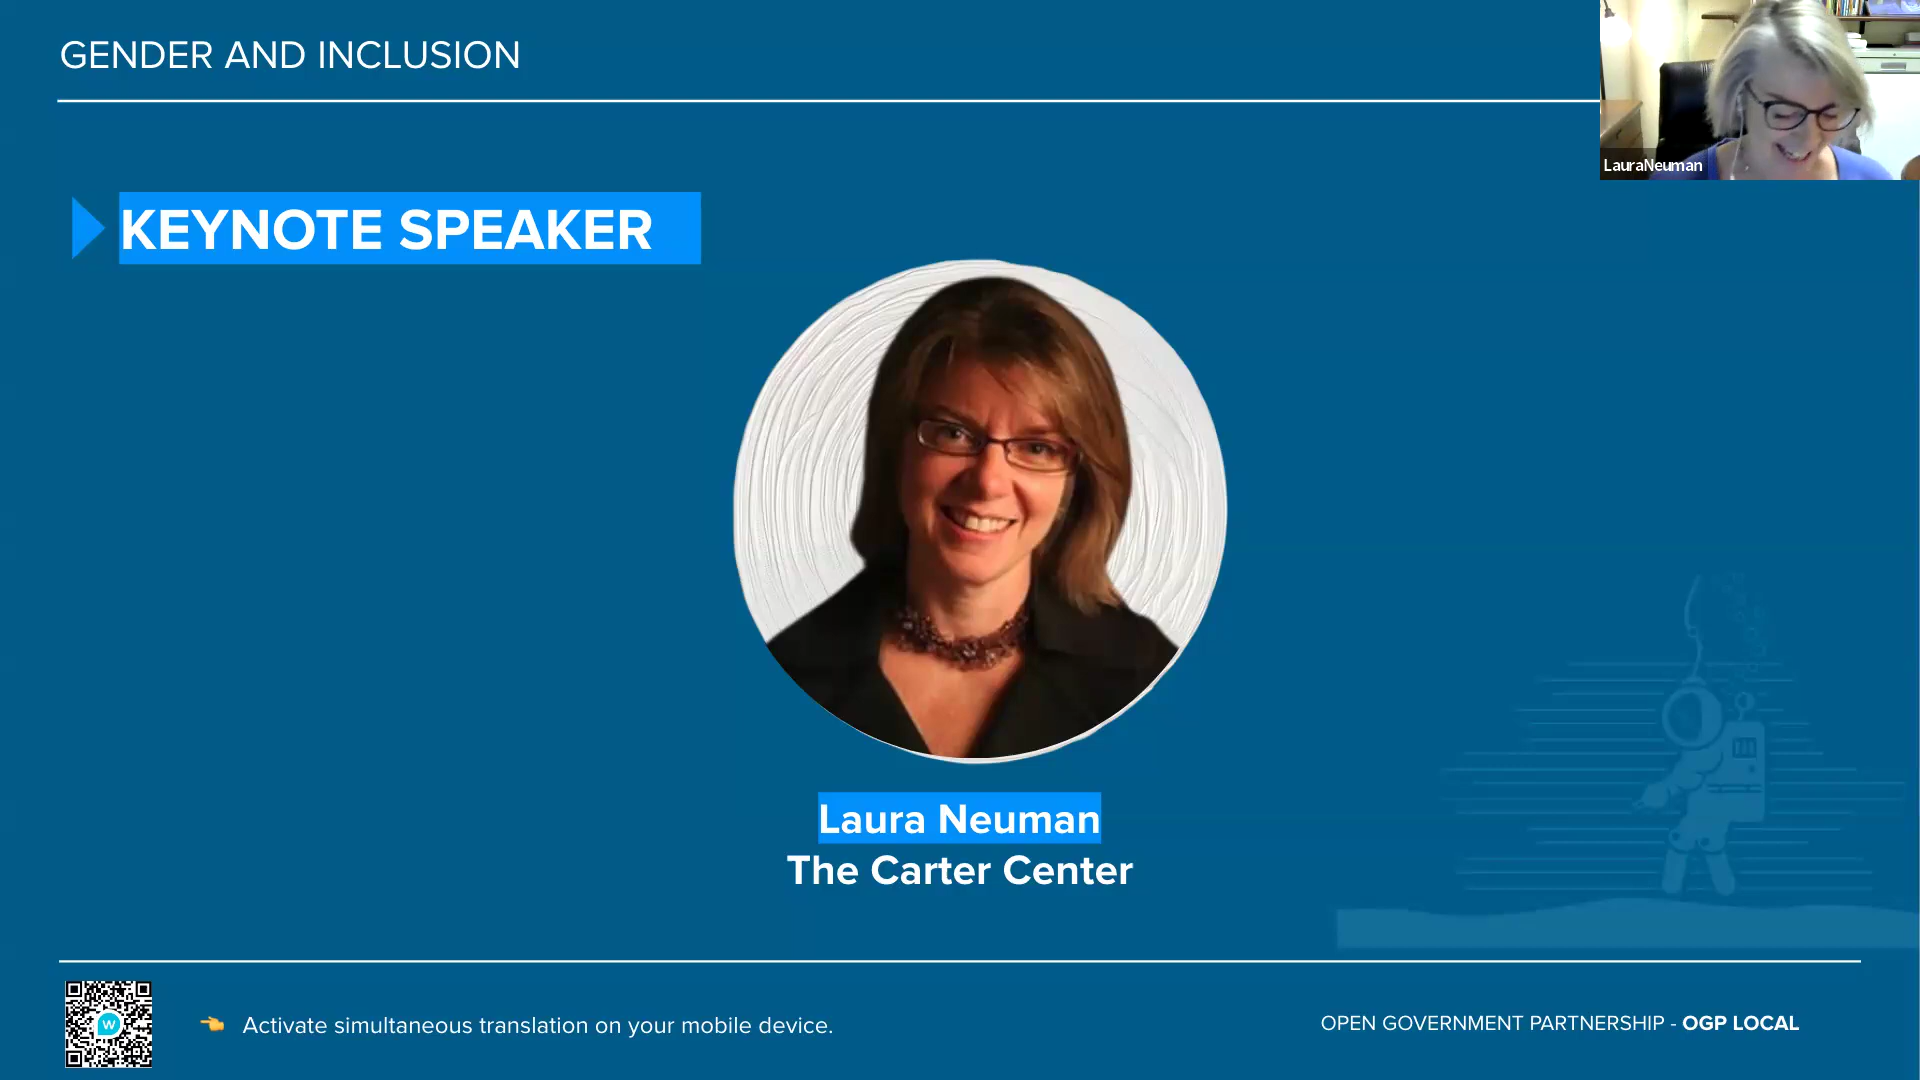 GENDER AND INCLUSION
LauraNeuman
KEYNOTE SPEAKER
Laura Neuman
The Carter Center
w
Activate simultaneous translation on your mobile device.
OPEN GOVERNMENT PARTNERSHIP - OGP LOCAL